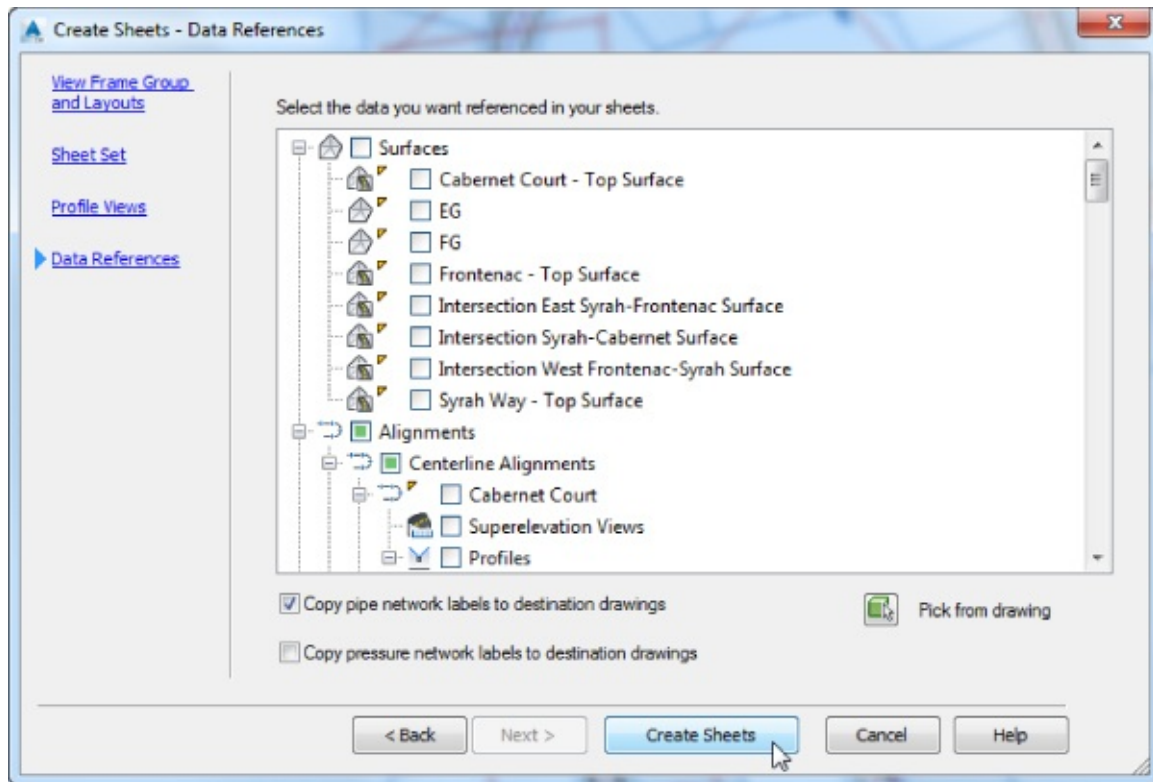 Create Sheets - Data References
View Frame Group
and Layouts
Sheet Set
Profile Views
Data References
Select the data you want referenced in your sheets.
Surfaces
Cabernet Court - Top Surface
EG
FG
Frontenac - Top Surface
Intersection East Syrah-Frontenac Surface
Intersection Syrah-Cabernet Surface
Intersection West Frontenac-Syrah Surface
Syrah Way - Top Surface
Alignments
Centerline Alignments
Cabernet Court
Superelevation Views
Profiles
Copy pipe network labels to destination drawings
Pick from drawing
Copy pressure network labels to destination drawings
< Back
Next >
Create Sheets
Cancel
Help